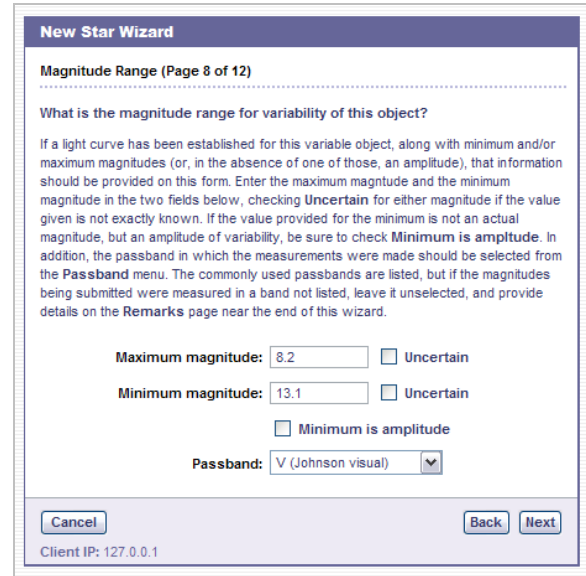 New Star Wizard
Magnitude Range (Page 8 of 12)
What is the magnitude range for variability of this object?
If a light curve has been established for this variable object, along with minimum and/or
maximum magnitudes (or, in the absence of one of those, an amplitude), that information
should be provided on this form. Enter the maximum magntude and the minimum
magnitude in the two fields below, checking Uncertain for either magnitude if the value
given is not exactly known. If the value provided for the minimum is not an actual
magnitude, but an amplitude of variability, be sure to check Minimum is ampltude. In
addition, the passband in which the measurements were made should be selected from
the Passband menu. The commonly used passbands are listed, but if the magnitudes
being submitted were measured in a band not listed, leave it unselected, and provide
details on the Remarks page near the end of this wizard.
Maximum magnitude: 8.2 Uncertain
Minimum magnitude: 13.1 Uncertain
Minimum is amplitude
Passband: V (Johnson visual)
Cancel Back Next
Client IP: 127.0.0.1